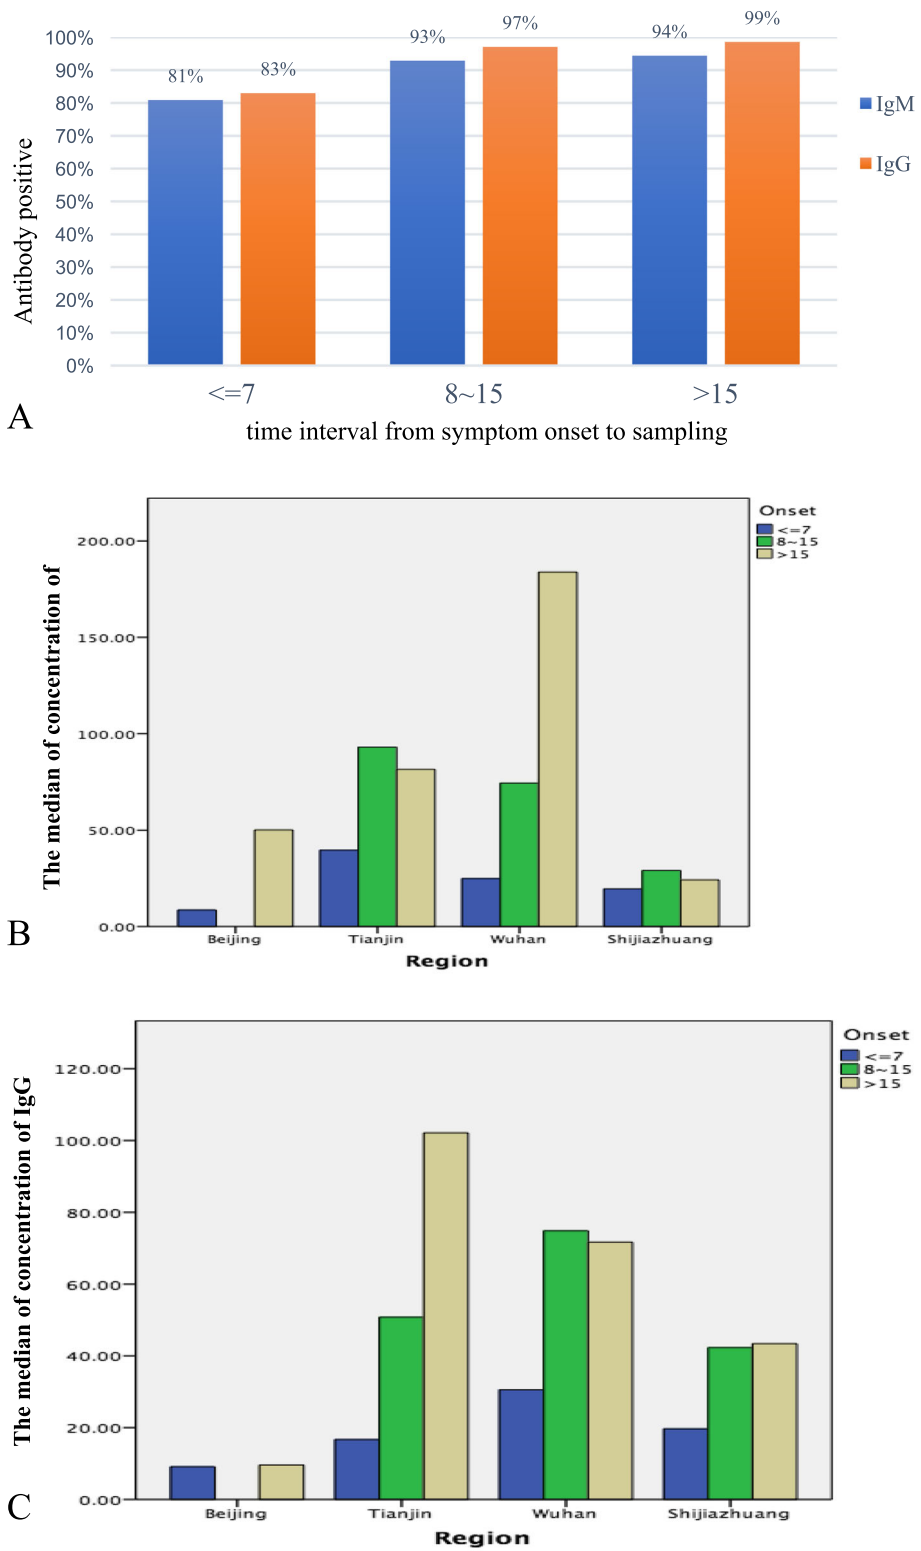 100%
90%
80%
70%
60%
50%
40%
30%
20%
10%
0%
Antibody positive
81%
83%
93%
97%
94%
99%
IgM
IgG
<=7
8~15
>15
time interval from symptom onset to sampling
A
200.00
150.00
100.00
50.00
0.00
The median of concentration of
Onset
<=7
8~15
>15
Beijing
Tianjin
Wuhan
Shijiazhuang
Region
B
120.00
100.00
80.00
60.00
40.00
20.00
0.00
The median of concentration of IgG
Onset
<=7
8~15
>15
Beijing
Tianjin
Wuhan
Shijiazhuang
Region
C